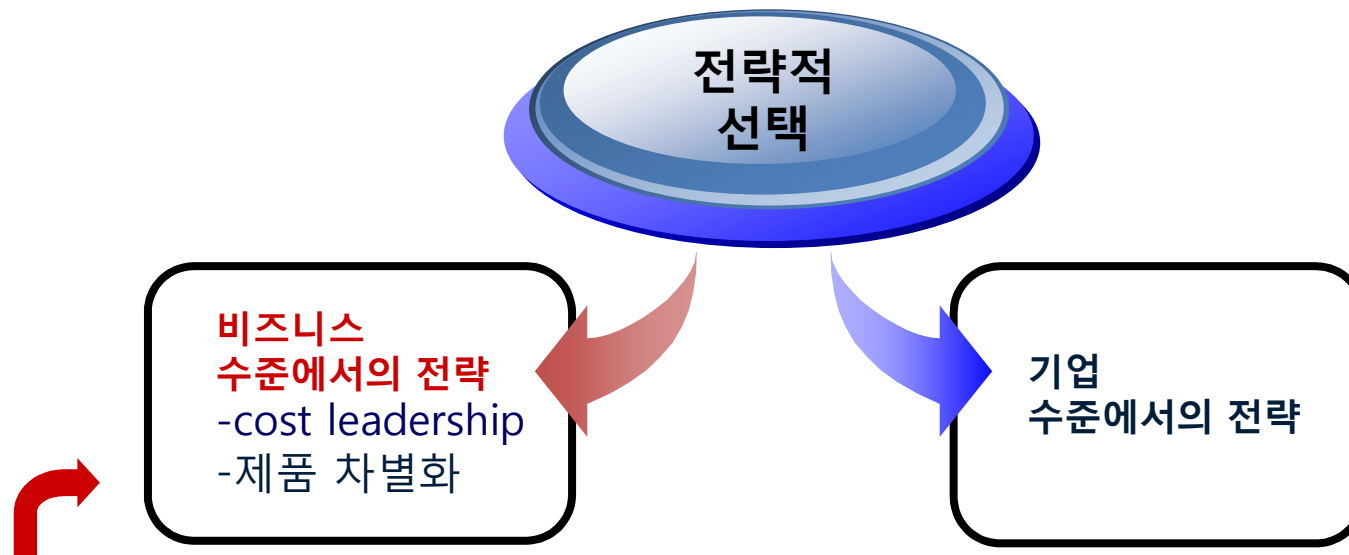 전략적
선택
비즈니스
수준에서의 전략
-cost leadership
-제품 차별화
기업
수준에서의 전략